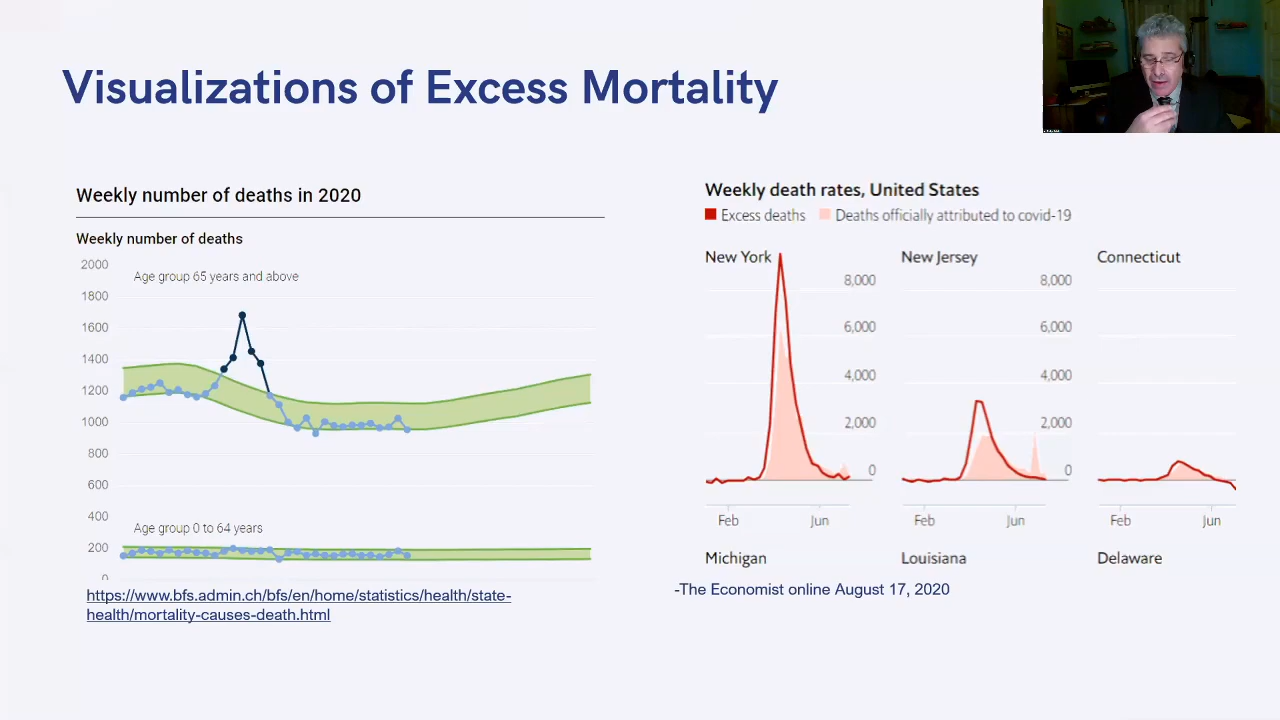 Visualizations of Excess Mortality
Weekly number of deaths in 2020
Weekly number of deaths
2000
Age group 65 years and above
1800
1600
1400
1200
1000
800
600
400
Age group 0 to 64 years
200
0
https://www.bfs.admin.ch/bfs/en/home/statistics/health/state-
health/mortality-causes-death.html
Weekly death rates, United States
Excess deaths Deaths officially attributed to covid-19
New York New Jersey Connecticut
8,000 8,000
6,000 6,000
4,000 4,000
2,000 2,000
0 0
Feb Jun Feb Jun Feb Jun
Michigan Louisiana Delaware
-The Economist online August 17, 2020